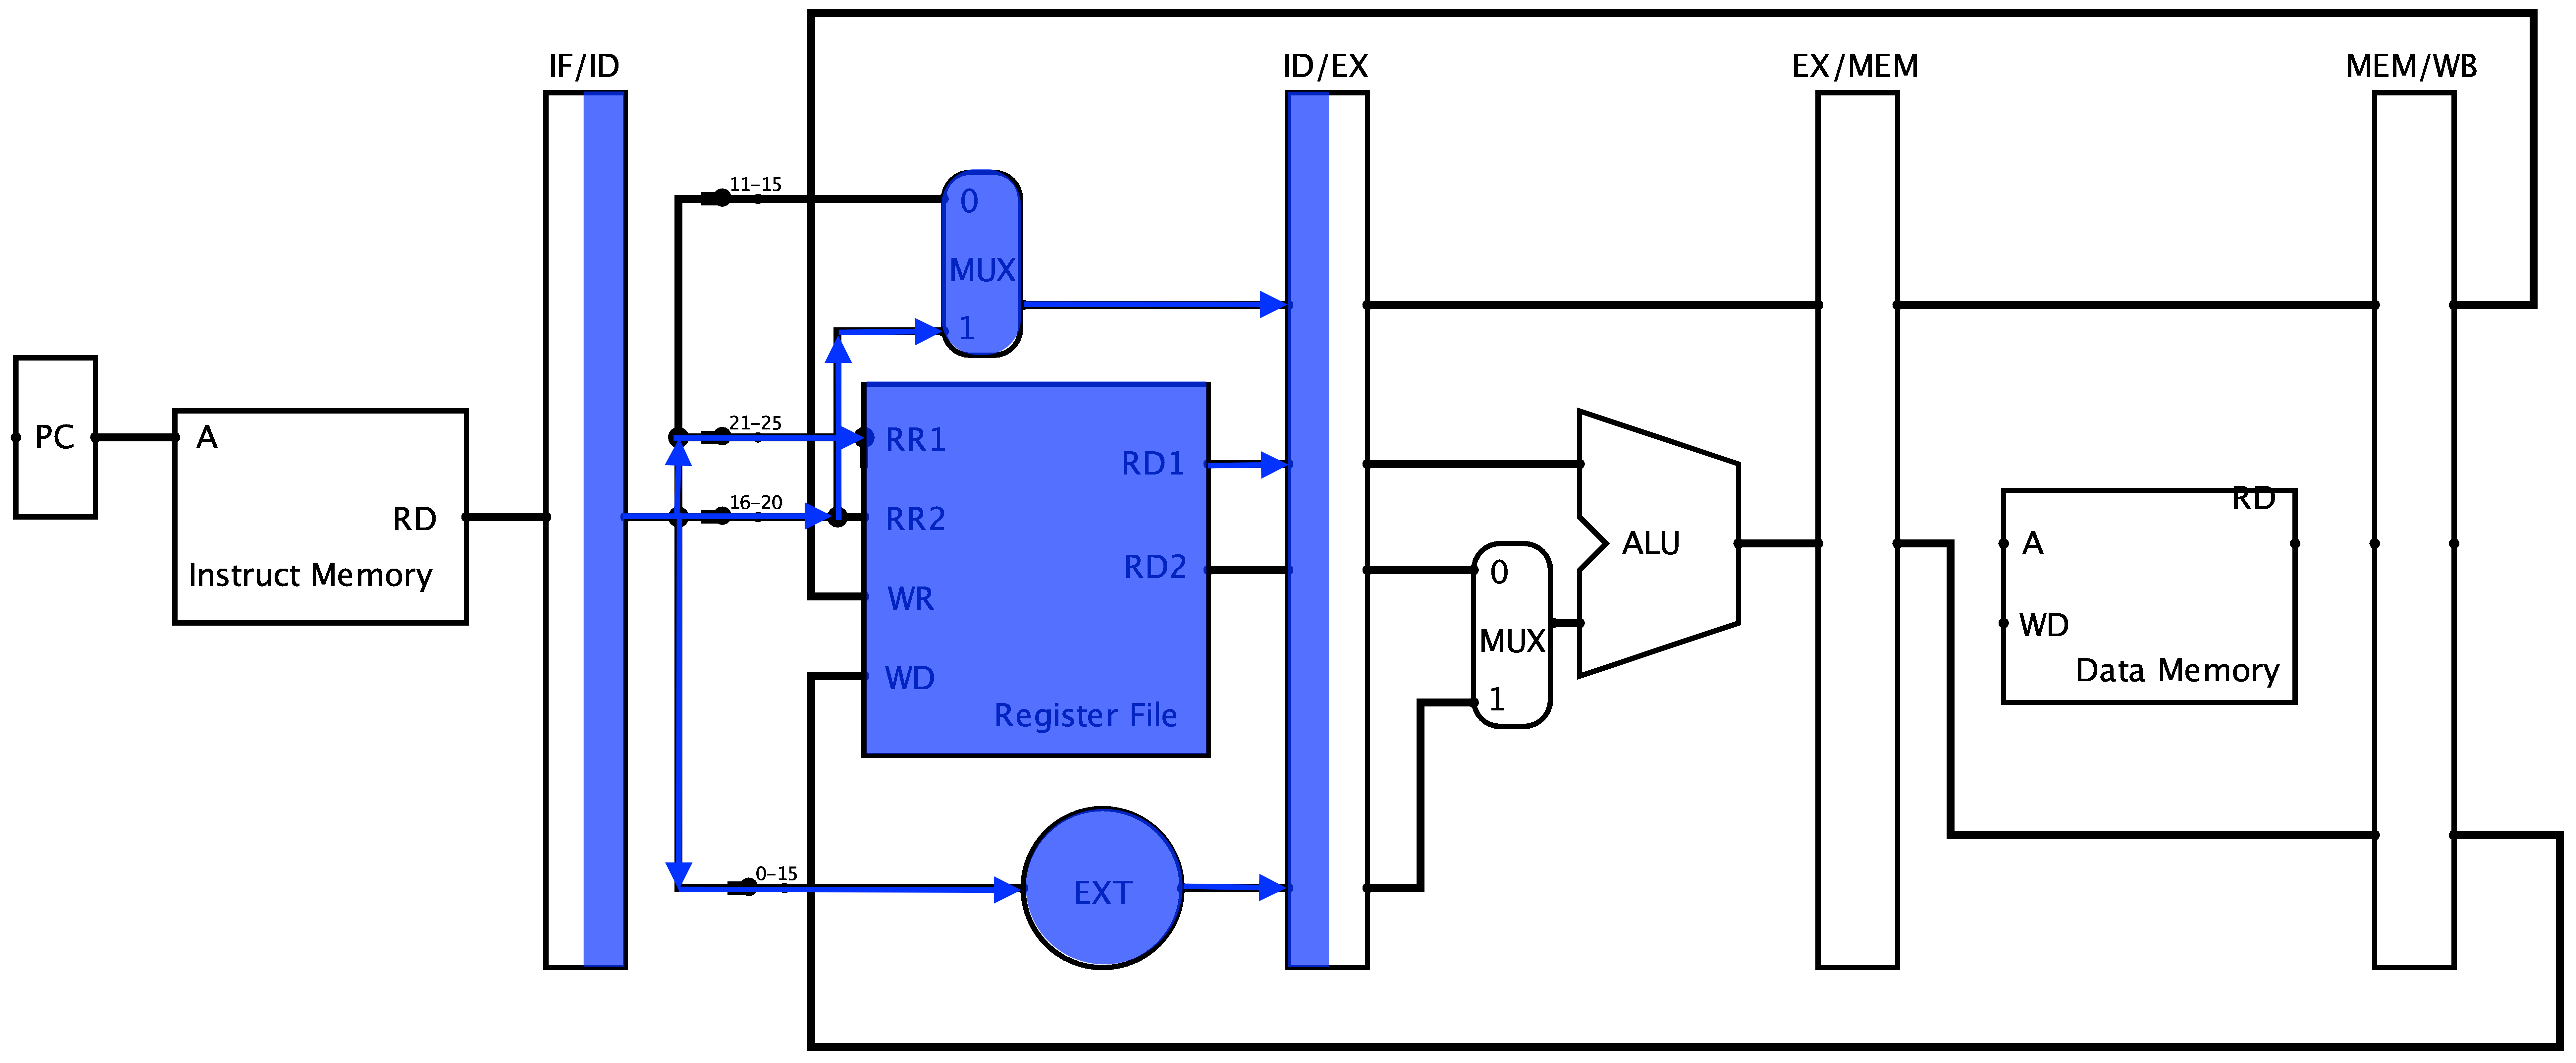 IF/ID
ID/EX
EX/MEM
MEM/WB
11-15
0
MUX
1
PC
A
RD
Instruct Memory
21-25
16-20
RR1
RR2
WR
WD
RD1
RD2
Register File
0-15
EXT
0
MUX
1
ALU
RD
A
WD
Data Memory